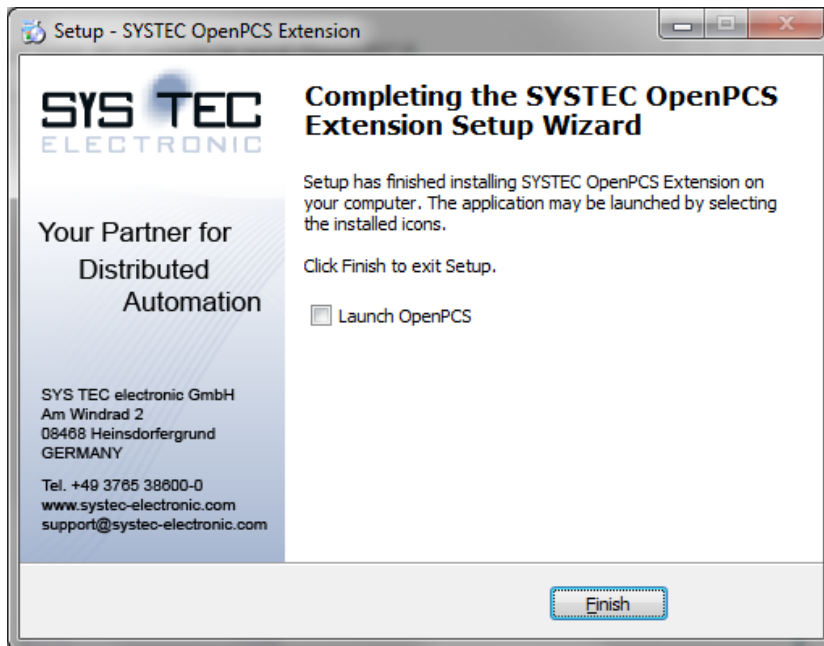 Setup - SYSTEC OpenPCS Extension
SYS TEC
ELECTRONIC
Your Partner for
Distributed
Automation
SYS TEC electronic GmbH
Am Windrad 2
08468 Heinsdorfergrund
GERMANY
Tel. +49 3765 38600-0
www.systec-electronic.com
support@systec-electronic.com
Completing the SYSTEC OpenPCS
Extension Setup Wizard
Setup has finished installing SYSTEC OpenPCS Extension on
your computer. The application may be launched by selecting
the installed icons.
Click Finish to exit Setup.
Launch OpenPCS
Finish